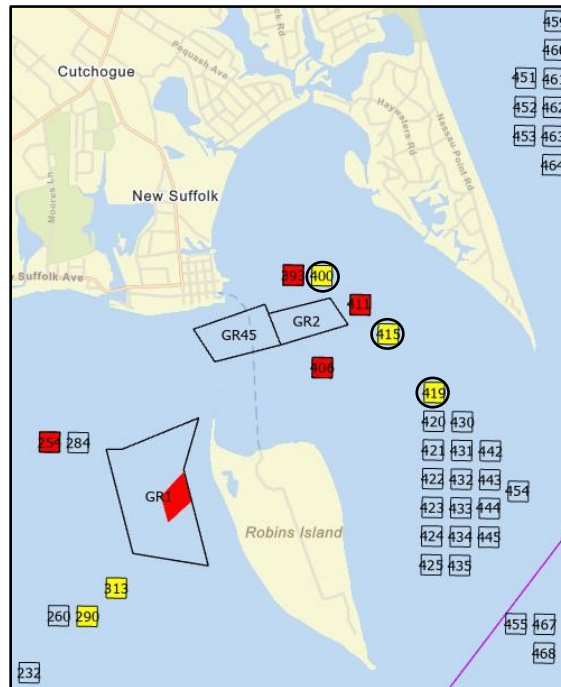 459
ck Rd
Pequash Ave
460
Cutchogue
451 461
Haywaters Rd
452 462
Nassau Point Rd
453 463
464
Moores Ln
New Suffolk
e Suffolk Ave
393 400
411
GR2
GR45
415
406
419
420 430
254 284
421 431 442
422 432 443
454
GR1
423 433 444
Robins Island
424 434 445
425 435
313
260 290
455 467
468
232